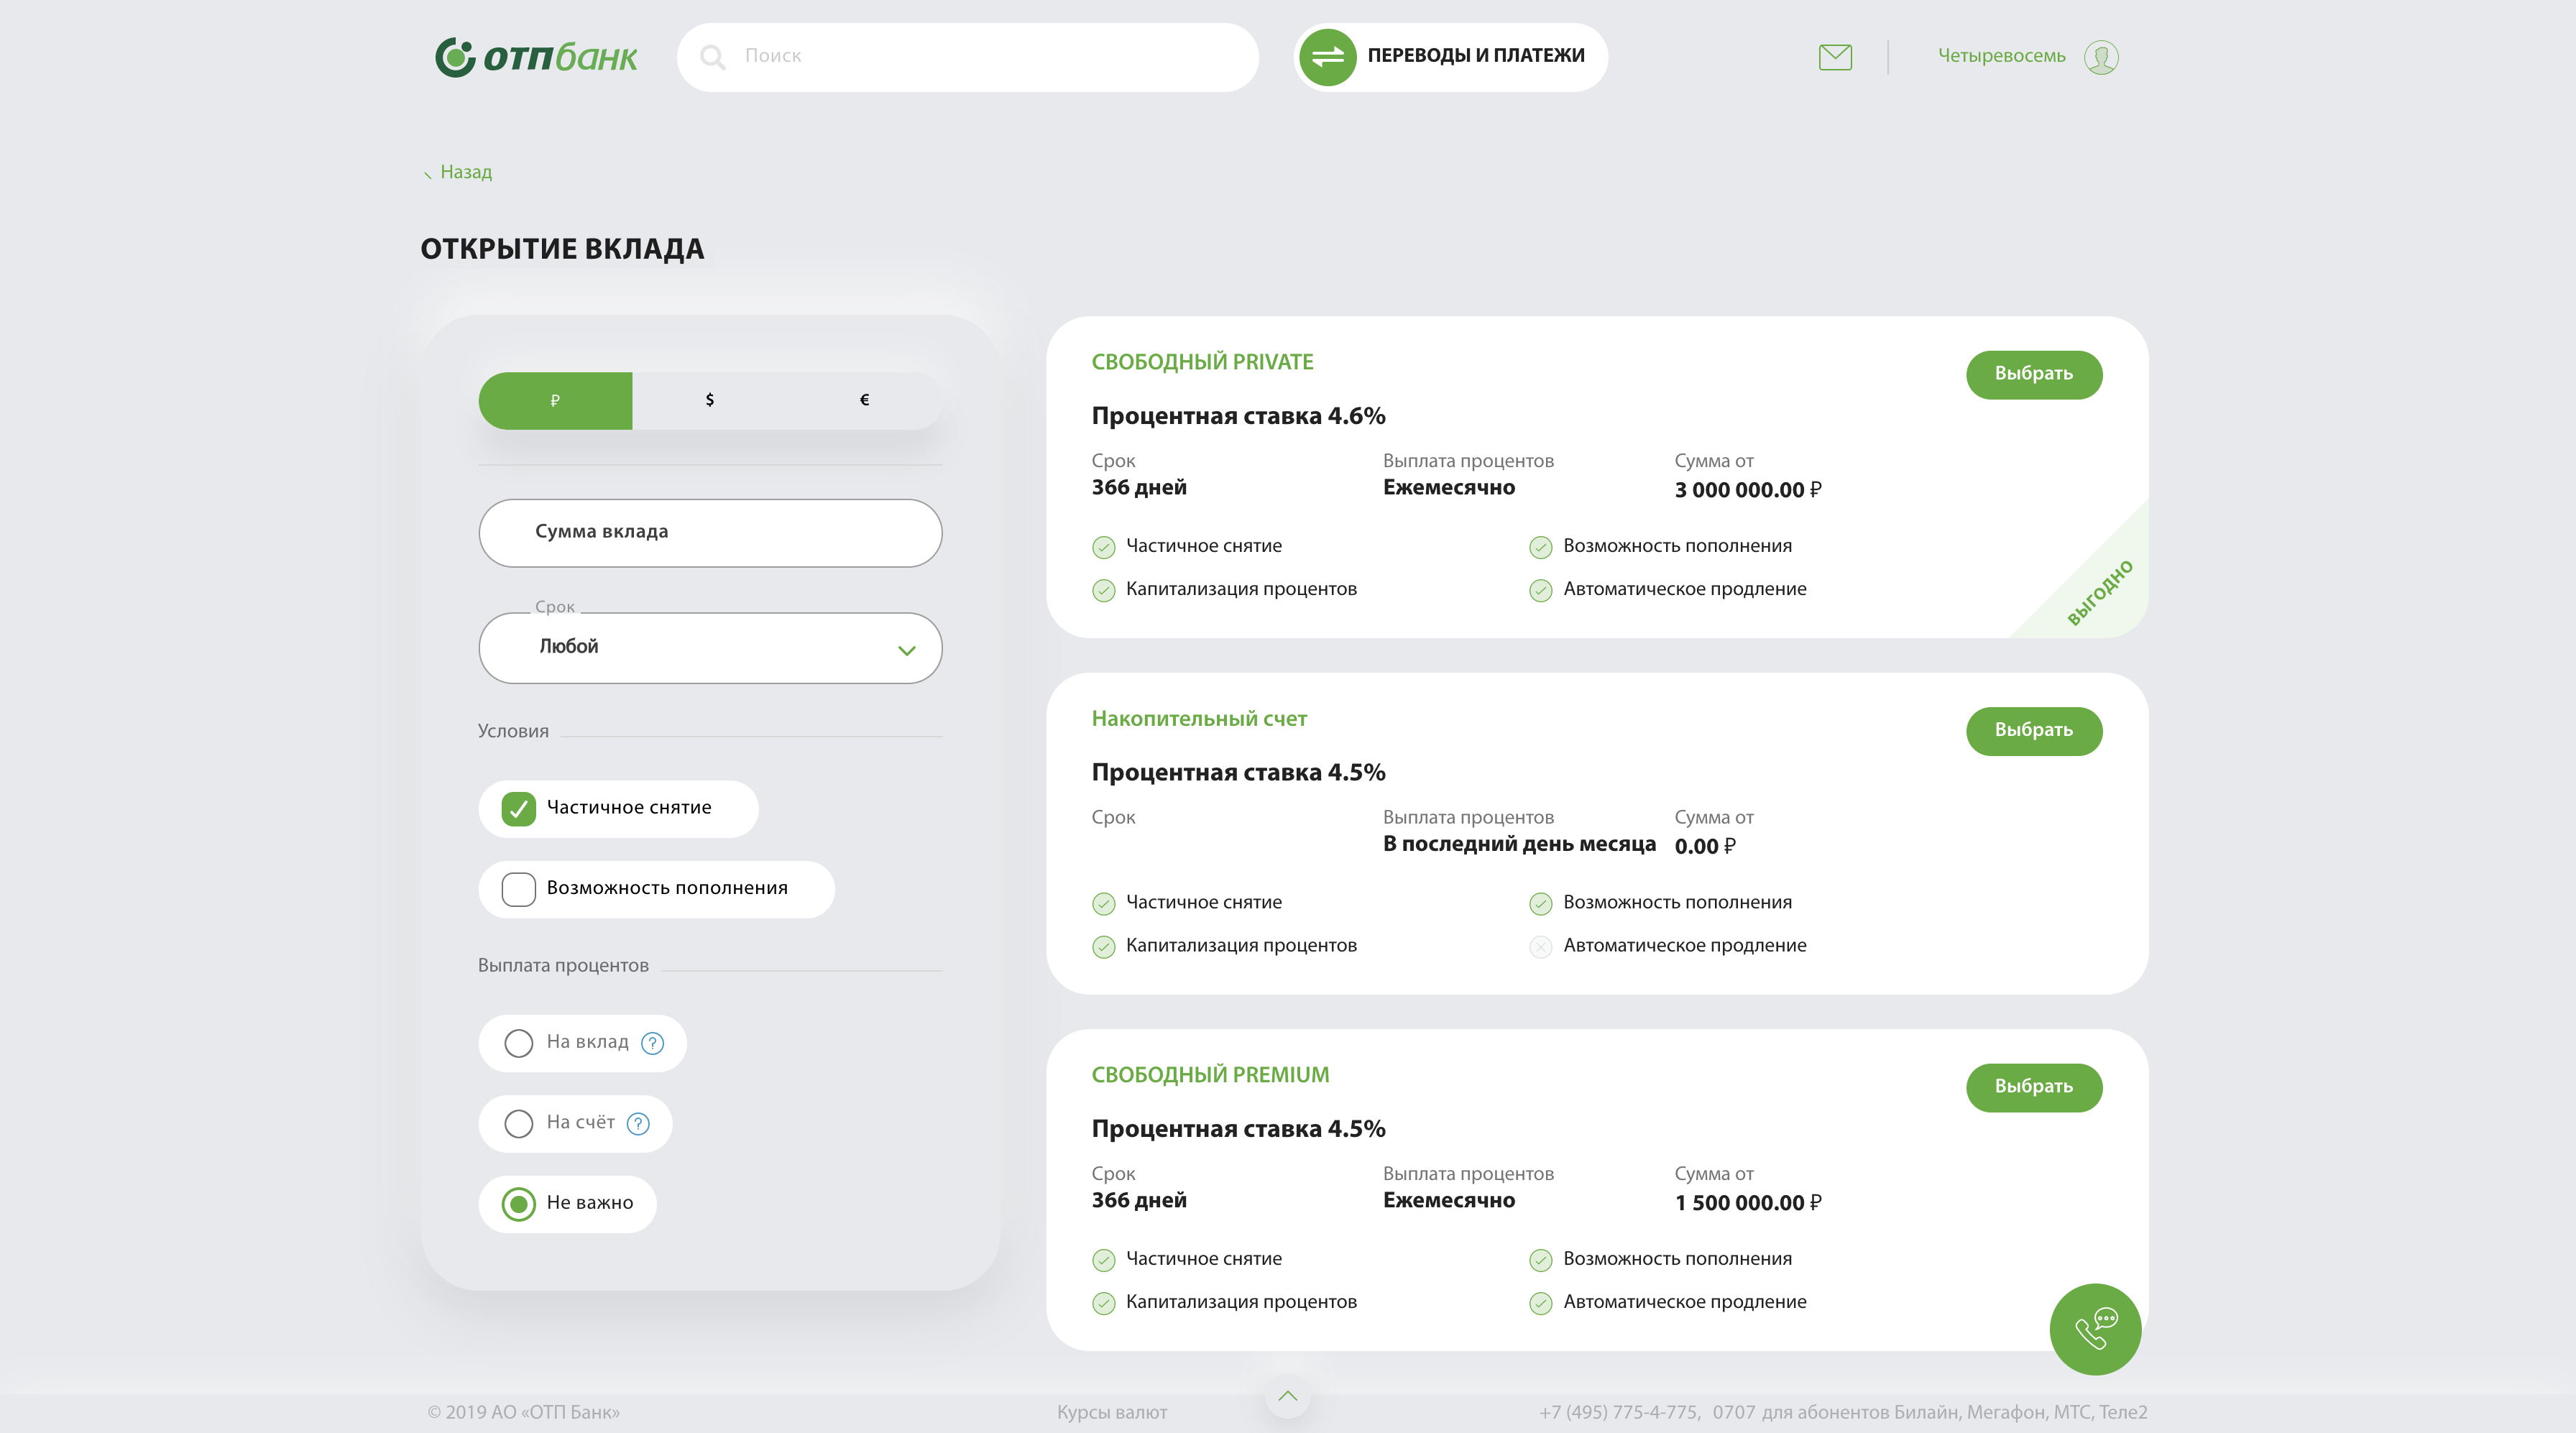 отпбанк
Поиск
ПЕРЕВОДЫ И ПЛАТЕЖИ
Четыревосемь
Назад
ОТКРЫТИЕ ВКЛАДА
₽ $ €
Сумма вклада
Срок
Любой
Условия
Частичное снятие
Возможность пополнения
Выплата процентов
На вклад ?
На счёт ?
Не важно
СВОБОДНЫЙ PRIVATE
Выбрать
Процентная ставка 4.6%
Срок Выплата процентов Сумма от
366 дней Ежемесячно 3 000 000.00 ₽
Частичное снятие Возможность пополнения
Капитализация процентов Автоматическое продление
ВЫГОДНО
Накопительный счет
Выбрать
Процентная ставка 4.5%
Срок Выплата процентов Сумма от
В последний день месяца 0.00 ₽
Частичное снятие Возможность пополнения
Капитализация процентов Автоматическое продление
СВОБОДНЫЙ PREMIUM
Выбрать
Процентная ставка 4.5%
Срок Выплата процентов Сумма от
366 дней Ежемесячно 1 500 000.00 ₽
Частичное снятие Возможность пополнения
Капитализация процентов Автоматическое продление
© 2019 АО «ОТП Банк» Курсы валют +7 (495) 775-4-775, 0707 для абонентов Билайн, Мегафон, МТС, Теле2